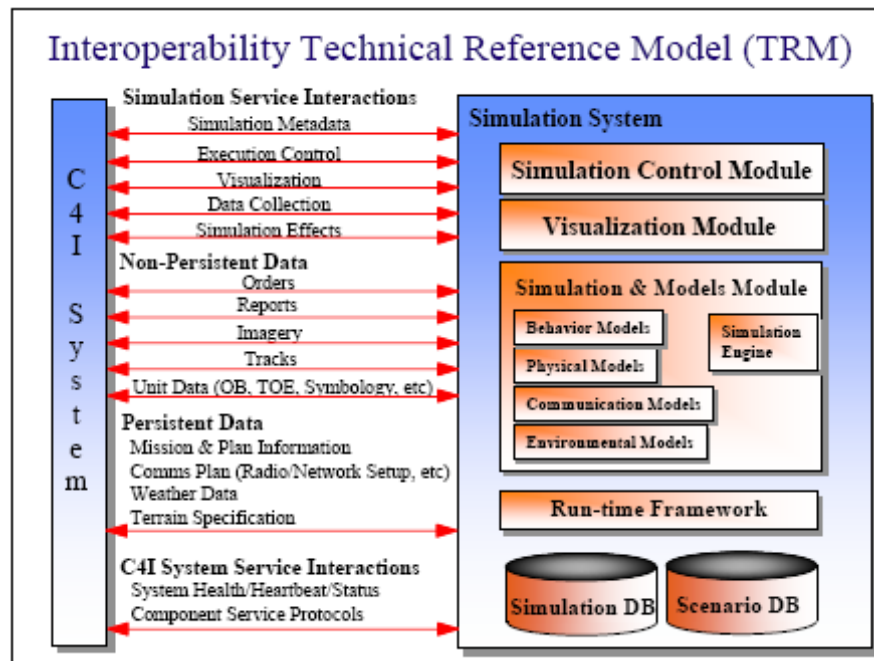 Interoperability Technical Reference Model (TRM)
C4I System
Simulation Service Interactions
Simulation Metadata
Execution Control
Visualization
Data Collection
Simulation Effects
Non-Persistent Data
Orders
Reports
Imagery
Tracks
Unit Data (OB, TOE, Symbology, etc)
Persistent Data
Mission & Plan Information
Comms Plan (Radio/Network Setup, etc)
Weather Data
Terrain Specification
C4I System Service Interactions
System Health/Heartbeat/Status
Component Service Protocols
Simulation System
Simulation Control Module
Visualization Module
Simulation & Models Module
Behavior Models
Physical Models
Communication Models
Environmental Models
Simulation
Engine
Run-time Framework
Simulation DB
Scenario DB